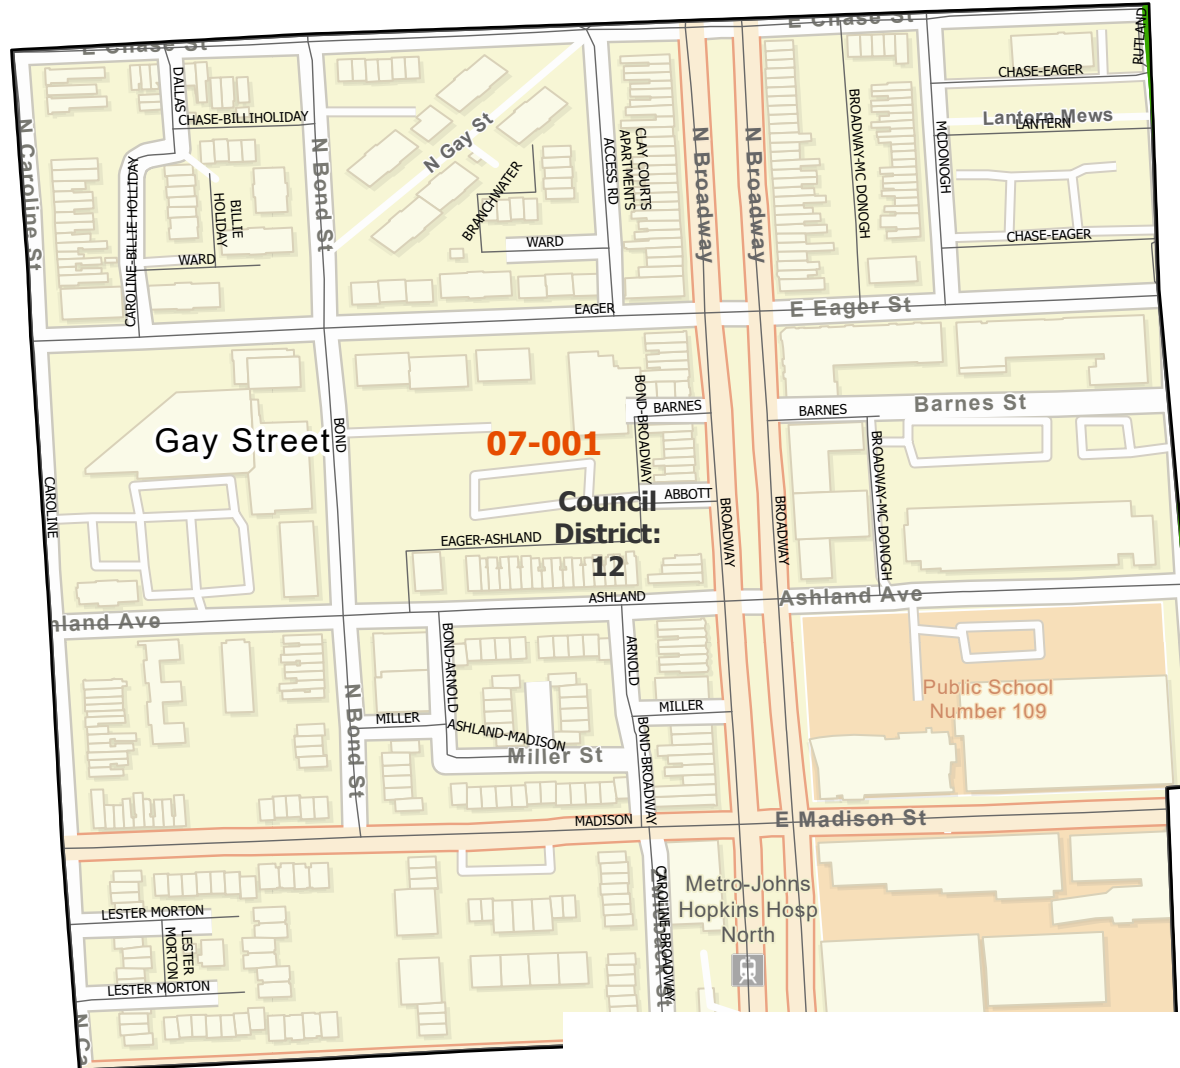 E Chase St
E Chase St
RUTLAND
DALLAS
CHASE-BILLIHOLIDAY
N Caroline St
N Bond St
N Gay St
CLAY COURTS
APARTMENTS
ACCESS RD
N Broadway
N Broadway
BROADWAY-MC DONOGH
MCDONOGH
CHASE-EAGER
Lantern Mews
LANTERN
CAROLINE-BILLIE HOLLIDAY
BILLIE
HOLIDAY
BRANCHWATER
WARD
WARD
CHASE-EAGER
EAGER
E Eager St
BOND-BROADWAY
BARNES
BARNES
Barnes St
Gay Street
BOND
07-001
BROADWAY-MC DONOGH
CAROLINE
ABBOTT
Council
District:
12
EAGER-ASHLAND
BROADWAY
BROADWAY
ASHLAND
Ashland Ave
hland Ave
BOND-ARNOLD
ARNOLD
N Bond St
MILLER
MILLER
ASHLAND-MADISON
Miller St
BOND-BROADWAY
Public School
Number 109
MADISON
E Madison St
CAROLINE-BROADWAY
Metro-Johns
Hopkins Hosp
North
LESTER MORTON
LESTER
MORTON
LESTER MORTON
N Ca